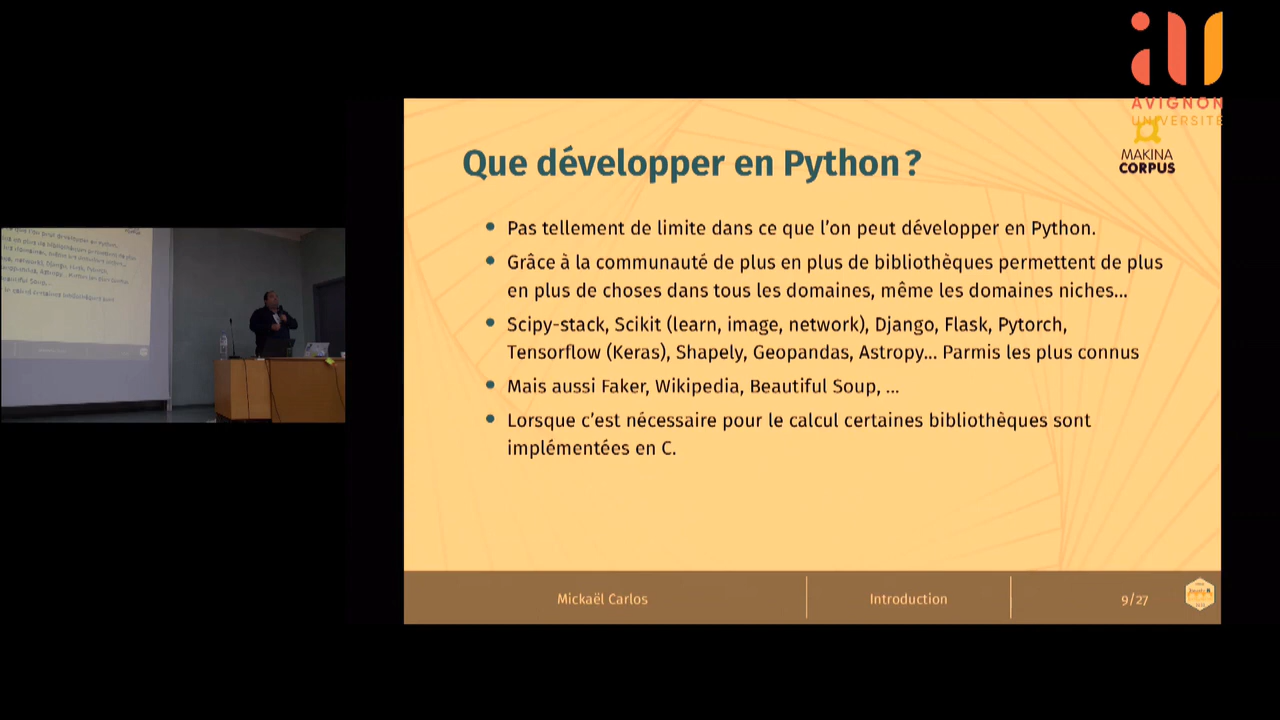 AVIGNON
UNIVERSITÉ
MAKINA
CORPUS
Que développer en Python ?
Pas tellement de limite dans ce que l'on peut développer en Python.
Grâce à la communauté de plus en plus de bibliothèques permettent de plus
en plus de choses dans tous les domaines, même les domaines niches...
Scipy-stack, Scikit (learn, image, network), Django, Flask, Pytorch,
Tensorflow (Keras), Shapely, Geopandas, Astropy... Parmis les plus connus
Mais aussi Faker, Wikipedia, Beautiful Soup, ...
Lorsque c'est nécessaire pour le calcul certaines bibliothèques sont
implémentées en C.
Mickaël Carlos
Introduction
9/27